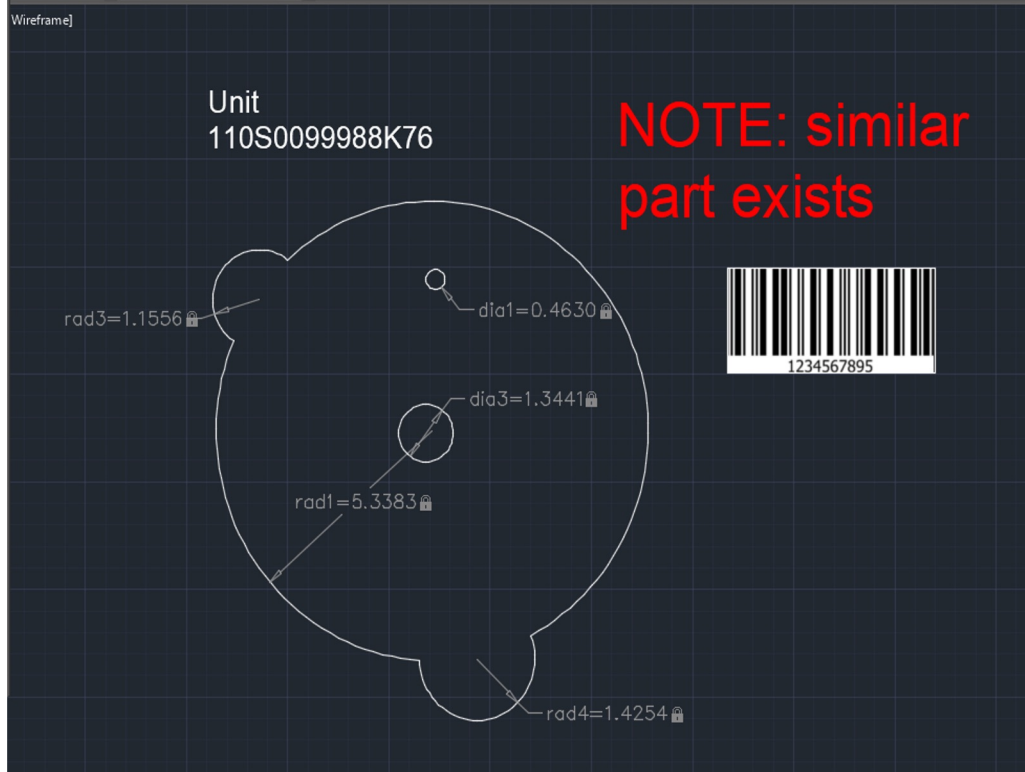 Wireframe]
Unit
110S0099988K76
NOTE: similar
part exists
rad3=1.1556
dia1=0.4630
1234567895
dia3=1.3441
rad1=5.3383
rad4=1.4254